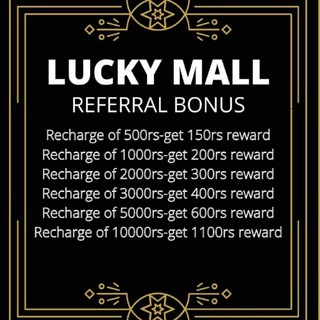 LUCKY MALL
REFERRAL BONUS
Recharge of 500rs-get 150rs reward
Recharge of 1000rs-get 200rs reward
Recharge of 2000rs-get 300rs reward
Recharge of 3000rs-get 400rs reward
Recharge of 5000rs-get 600rs reward
Recharge of 10000rs-get 1100rs reward